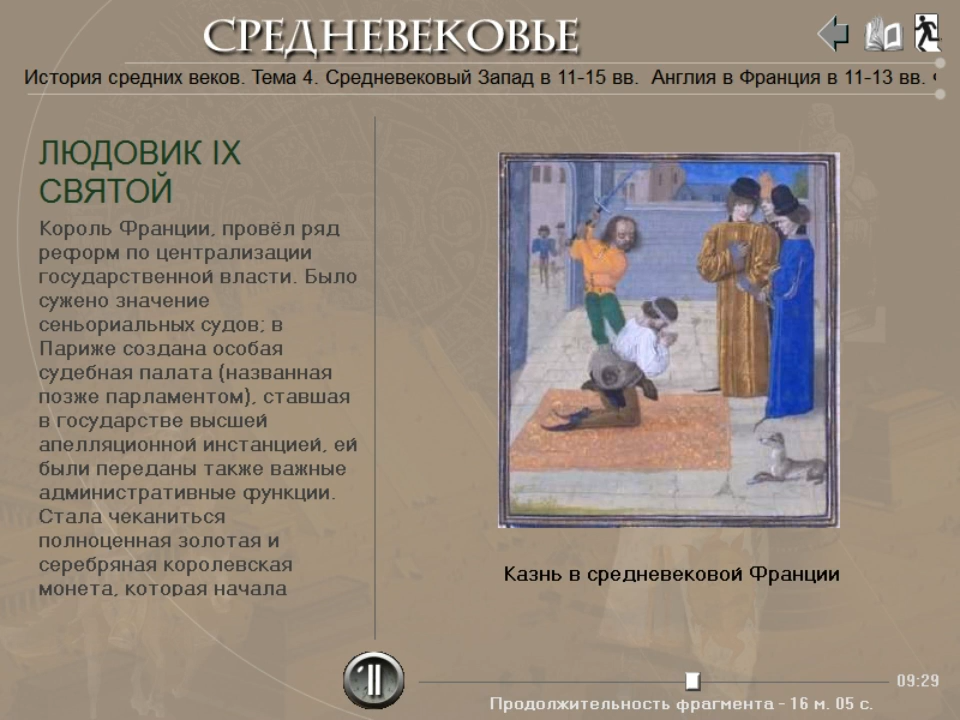 СРЕДНЕВЕКОВЬЕ
История средних веков. Тема 4. Средневековый Запад в 11-15 вв.  Англия в Франция в 11-13 вв.
ЛЮДОВИК IX
СВЯТОЙ
Король Франции, провёл ряд
реформ по централизации
государственной власти. Было
сужено значение
сеньориальных судов; в
Париже создана особая
судебная палата (названная
позже парламентом), ставшая
в государстве высшей
апелляционной инстанцией, ей
были переданы также важные
административные функции.
Стала чеканиться
полноценная золотая и
серебряная королевская
монета, которая начала
Казнь в средневековой Франции
09:29
Продолжительность фрагмента - 16 м. 05 с.